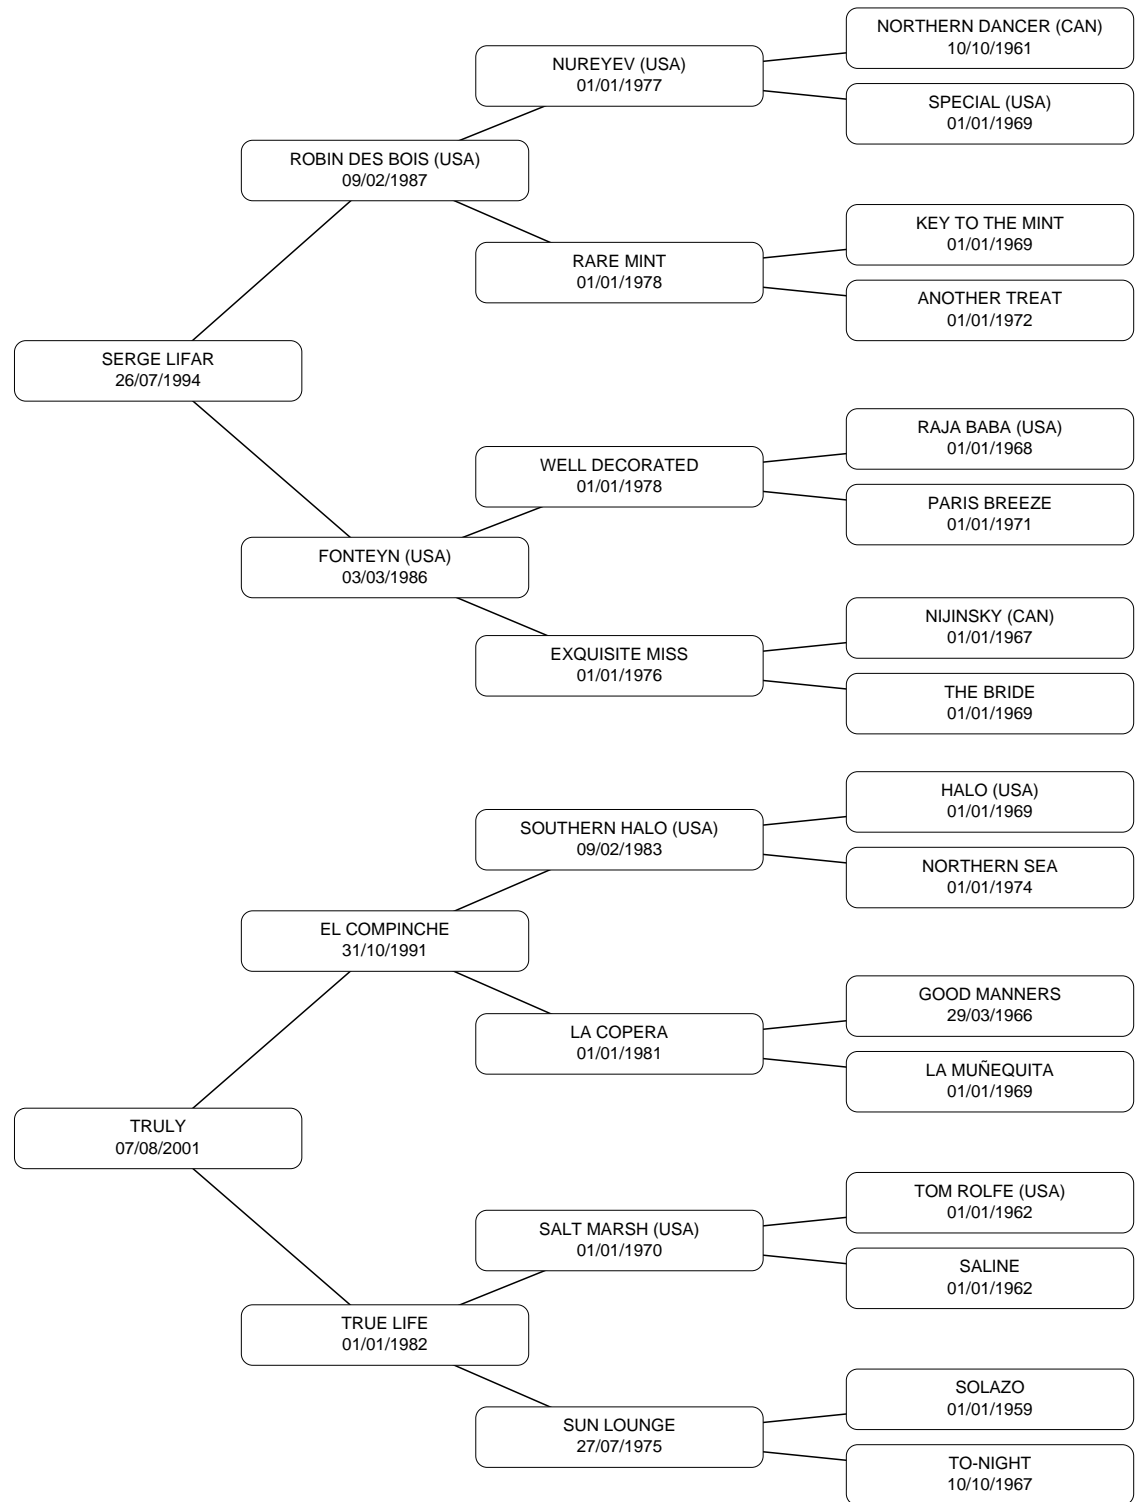 NORTHERN DANCER (CAN)
10/10/1961
NUREYEV (USA)
01/01/1977
SPECIAL (USA)
01/01/1969
ROBIN DES BOIS (USA)
09/02/1987
KEY TO THE MINT
01/01/1969
RARE MINT
01/01/1978
ANOTHER TREAT
01/01/1972
SERGE LIFAR
26/07/1994
RAJA BABA (USA)
01/01/1968
WELL DECORATED
01/01/1978
PARIS BREEZE
01/01/1971
FONTEYN (USA)
03/03/1986
NIJINSKY (CAN)
01/01/1967
EXQUISITE MISS
01/01/1976
THE BRIDE
01/01/1969
HALO (USA)
01/01/1969
SOUTHERN HALO (USA)
09/02/1983
NORTHERN SEA
01/01/1974
EL COMPINCHE
31/10/1991
GOOD MANNERS
29/03/1966
LA COPERA
01/01/1981
LA MUÑEQUITA
01/01/1969
TRULY
07/08/2001
TOM ROLFE (USA)
01/01/1962
SALT MARSH (USA)
01/01/1970
SALINE
01/01/1962
TRUE LIFE
01/01/1982
SOLAZO
01/01/1959
SUN LOUNGE
27/07/1975
TO-NIGHT
10/10/1967